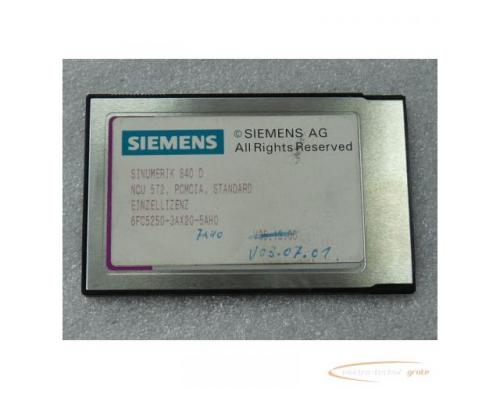 SIEMENS
© SIEMENS AG
All Rights Reserved
SINUMERIK 840 D
NCU 572, PCMCIA, STANDARD
EINZELLIZENZ
6FC5250-3AX20-5AH0
7AH0
V03.07.01